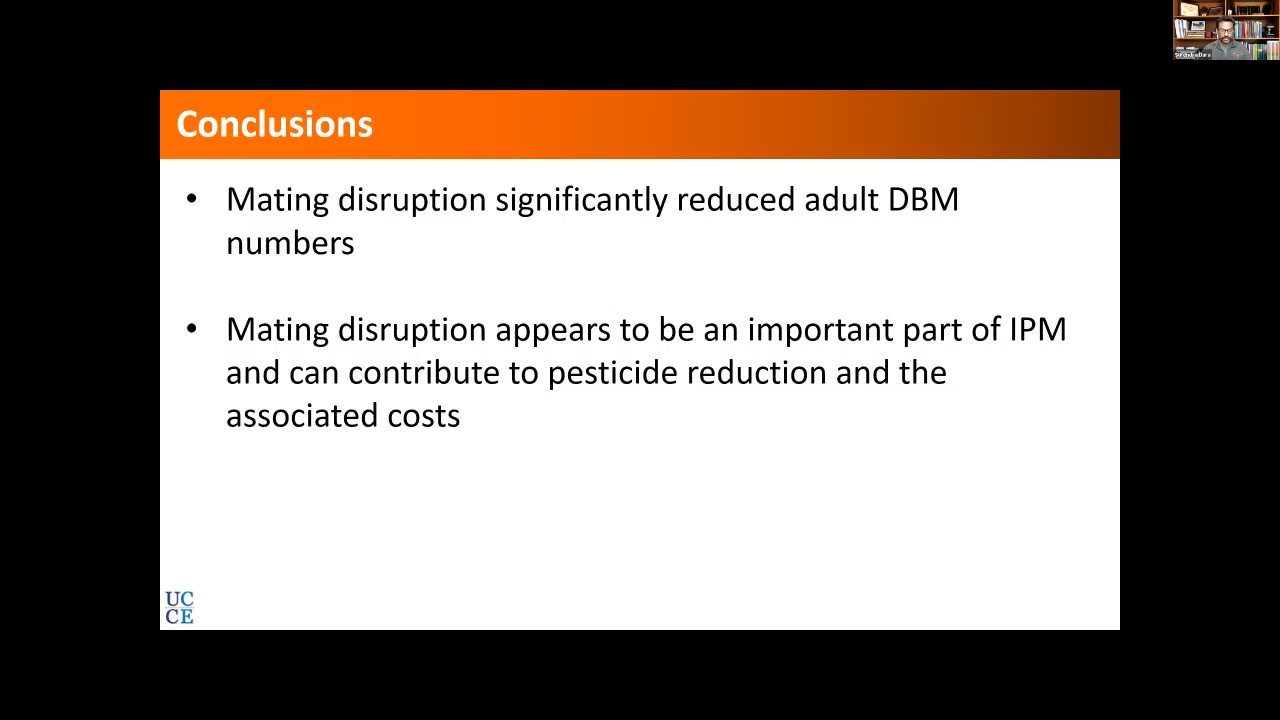 Conclusions
• Mating disruption significantly reduced adult DBM
numbers
• Mating disruption appears to be an important part of IPM
and can contribute to pesticide reduction and the
associated costs
UC
CE